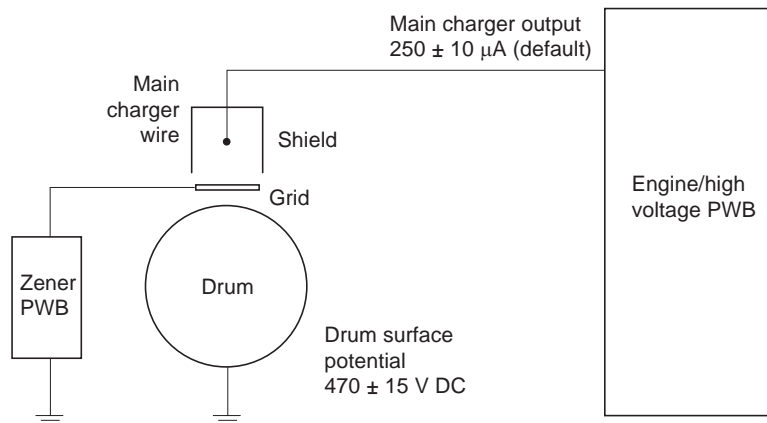 Main charger output
250 ± 10 μA (default)
Main
charger
wire
Shield
Grid
Engine/high
voltage PWB
Zener
PWB
Drum
Drum surface
potential
470 ± 15 V DC